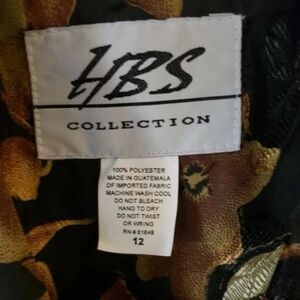 HBS
COLLECTION
100% POLYESTER
MADE IN GUATEMALA
OF IMPORTED FABRIC
MACHINE WASH COOL
DO NOT BLEACH
HANG TO DRY
DO NOT TWIST
OR WRING
RN # 61648
12